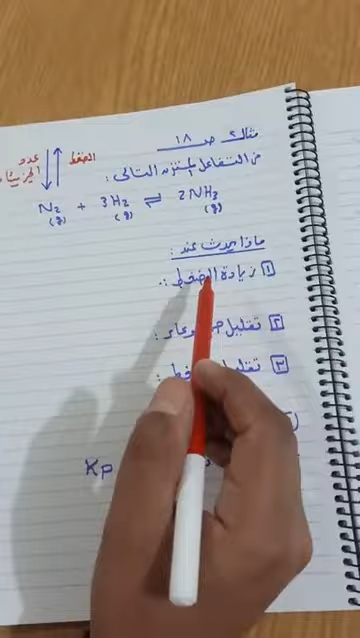 مثال ٢ ص ١٨
من التفاعل المتزن التالي :
الضغط
عدد
N₂ + 3H₂ ⇌ 2NH₃
(g) (g) (g)
ماذا يحدث عند :
١ زيادة الضغط :
٢ تقليل
٣ تقليل
Kp